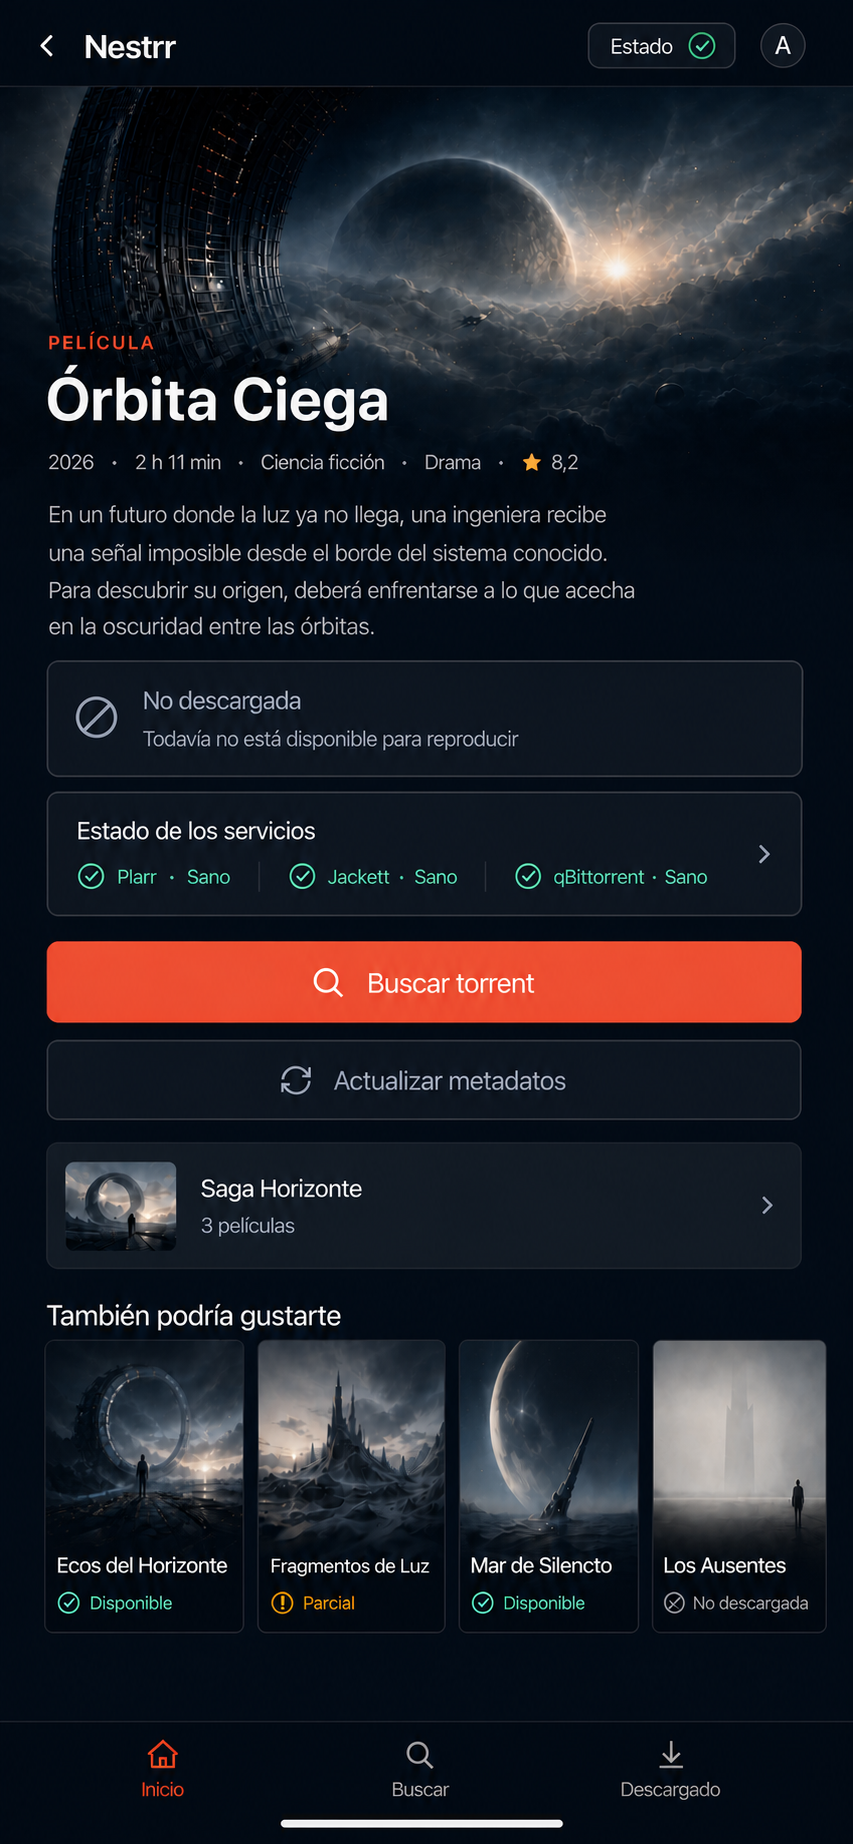 Nestrr
Estado
A
PELÍCULA
Órbita Ciega
2026 • 2 h 11 min • Ciencia ficción • Drama • 8,2
En un futuro donde la luz ya no llega, una ingeniera recibe
una señal imposible desde el borde del sistema conocido.
Para descubrir su origen, deberá enfrentarse a lo que acecha
en la oscuridad entre las órbitas.
No descargada
Todavía no está disponible para reproducir
Estado de los servicios
Plarr · Sano
Jackett · Sano
qBittorrent · Sano
Buscar torrent
Actualizar metadatos
Saga Horizonte
3 películas
También podría gustarte
Ecos del Horizonte
Disponible
Fragmentos de Luz
Parcial
Mar de Silencto
Disponible
Los Ausentes
No descargada
Inicio
Buscar
Descargado